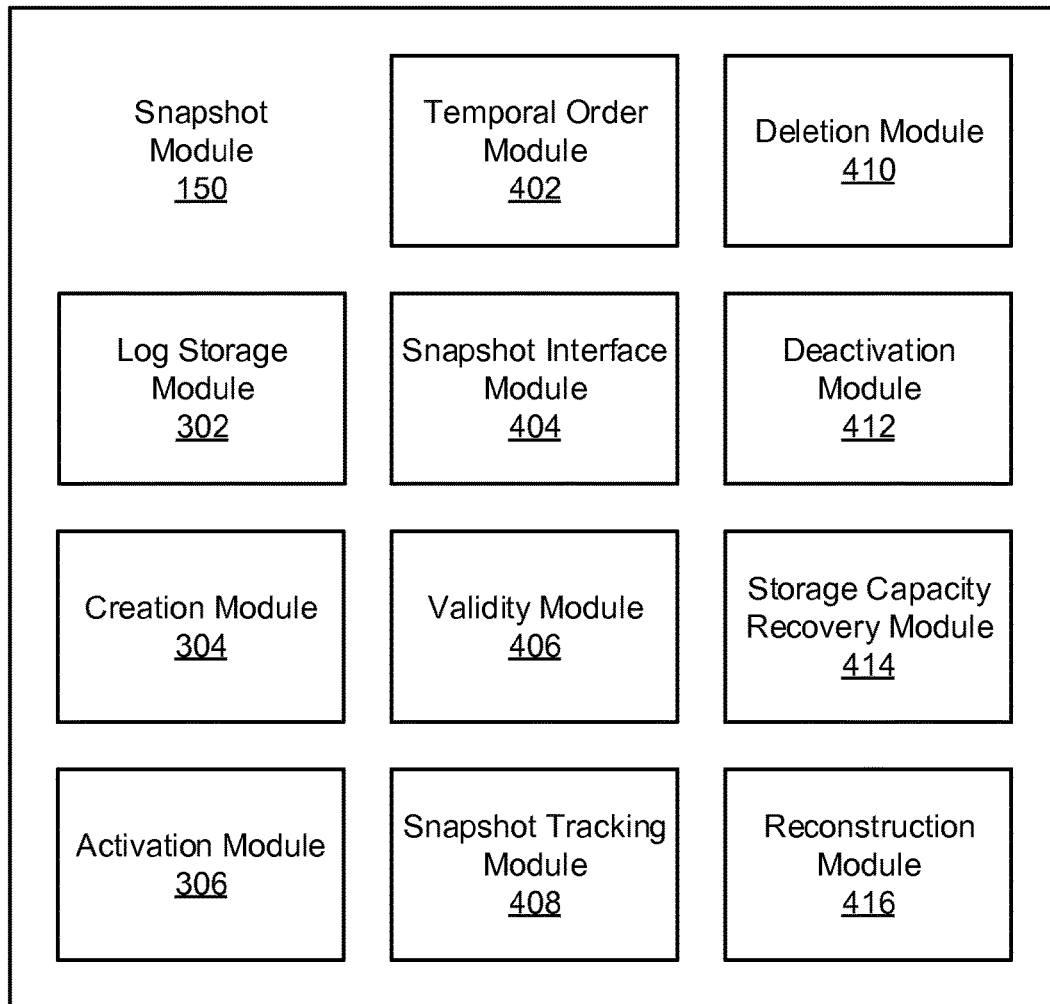 Snapshot
Module
150
Temporal Order
Module
402
Deletion Module
410
Log Storage
Module
302
Snapshot Interface
Module
404
Deactivation
Module
412
Creation Module
304
Validity Module
406
Storage Capacity
Recovery Module
414
Activation Module
306
Snapshot Tracking
Module
408
Reconstruction
Module
416